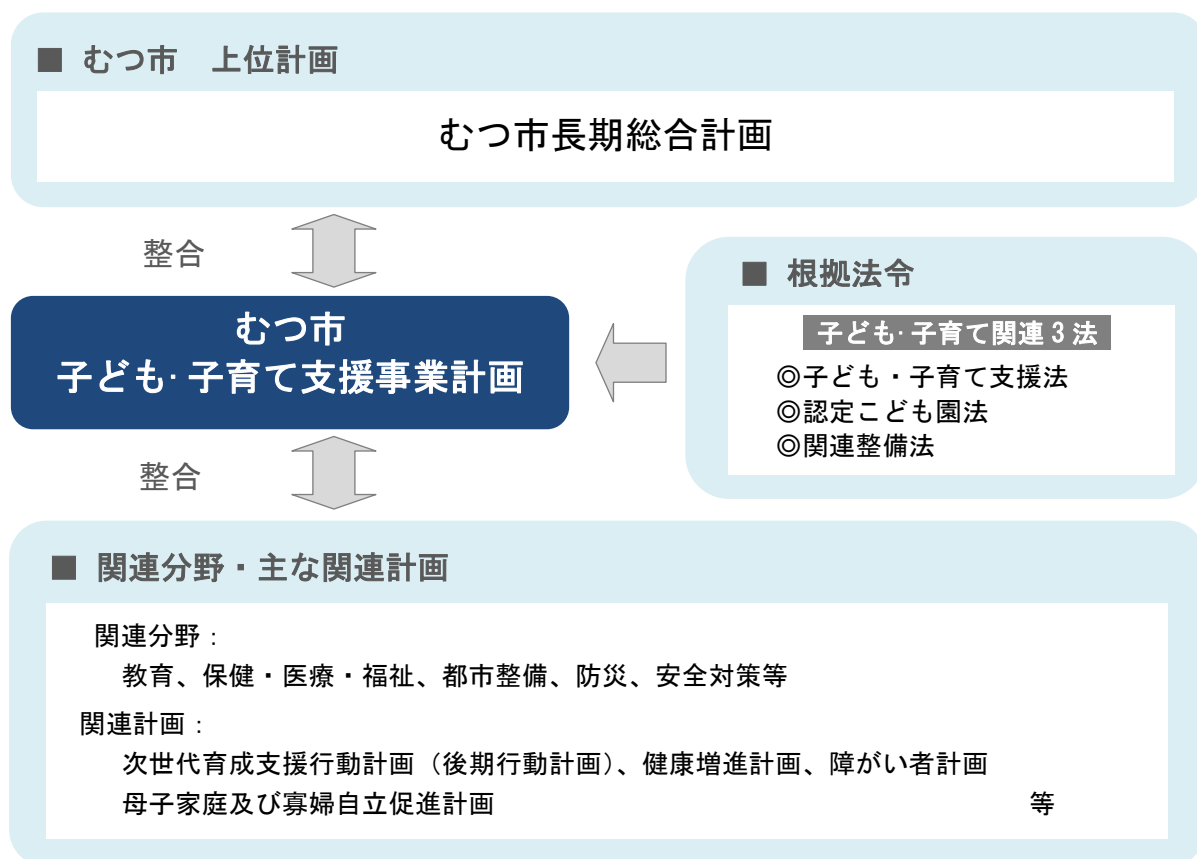 ■ むつ市　上位計画
むつ市長期総合計画
整合
むつ市
子ども･子育て支援事業計画
■ 根拠法令
子ども･子育て関連３法
◎子ども・子育て支援法
◎認定こども園法
◎関連整備法
整合
■ 関連分野・主な関連計画
関連分野：
教育、保健・医療・福祉、都市整備、防災、安全対策等
関連計画：
次世代育成支援行動計画（後期行動計画）、健康増進計画、障がい者計画
母子家庭及び寡婦自立促進計画　等